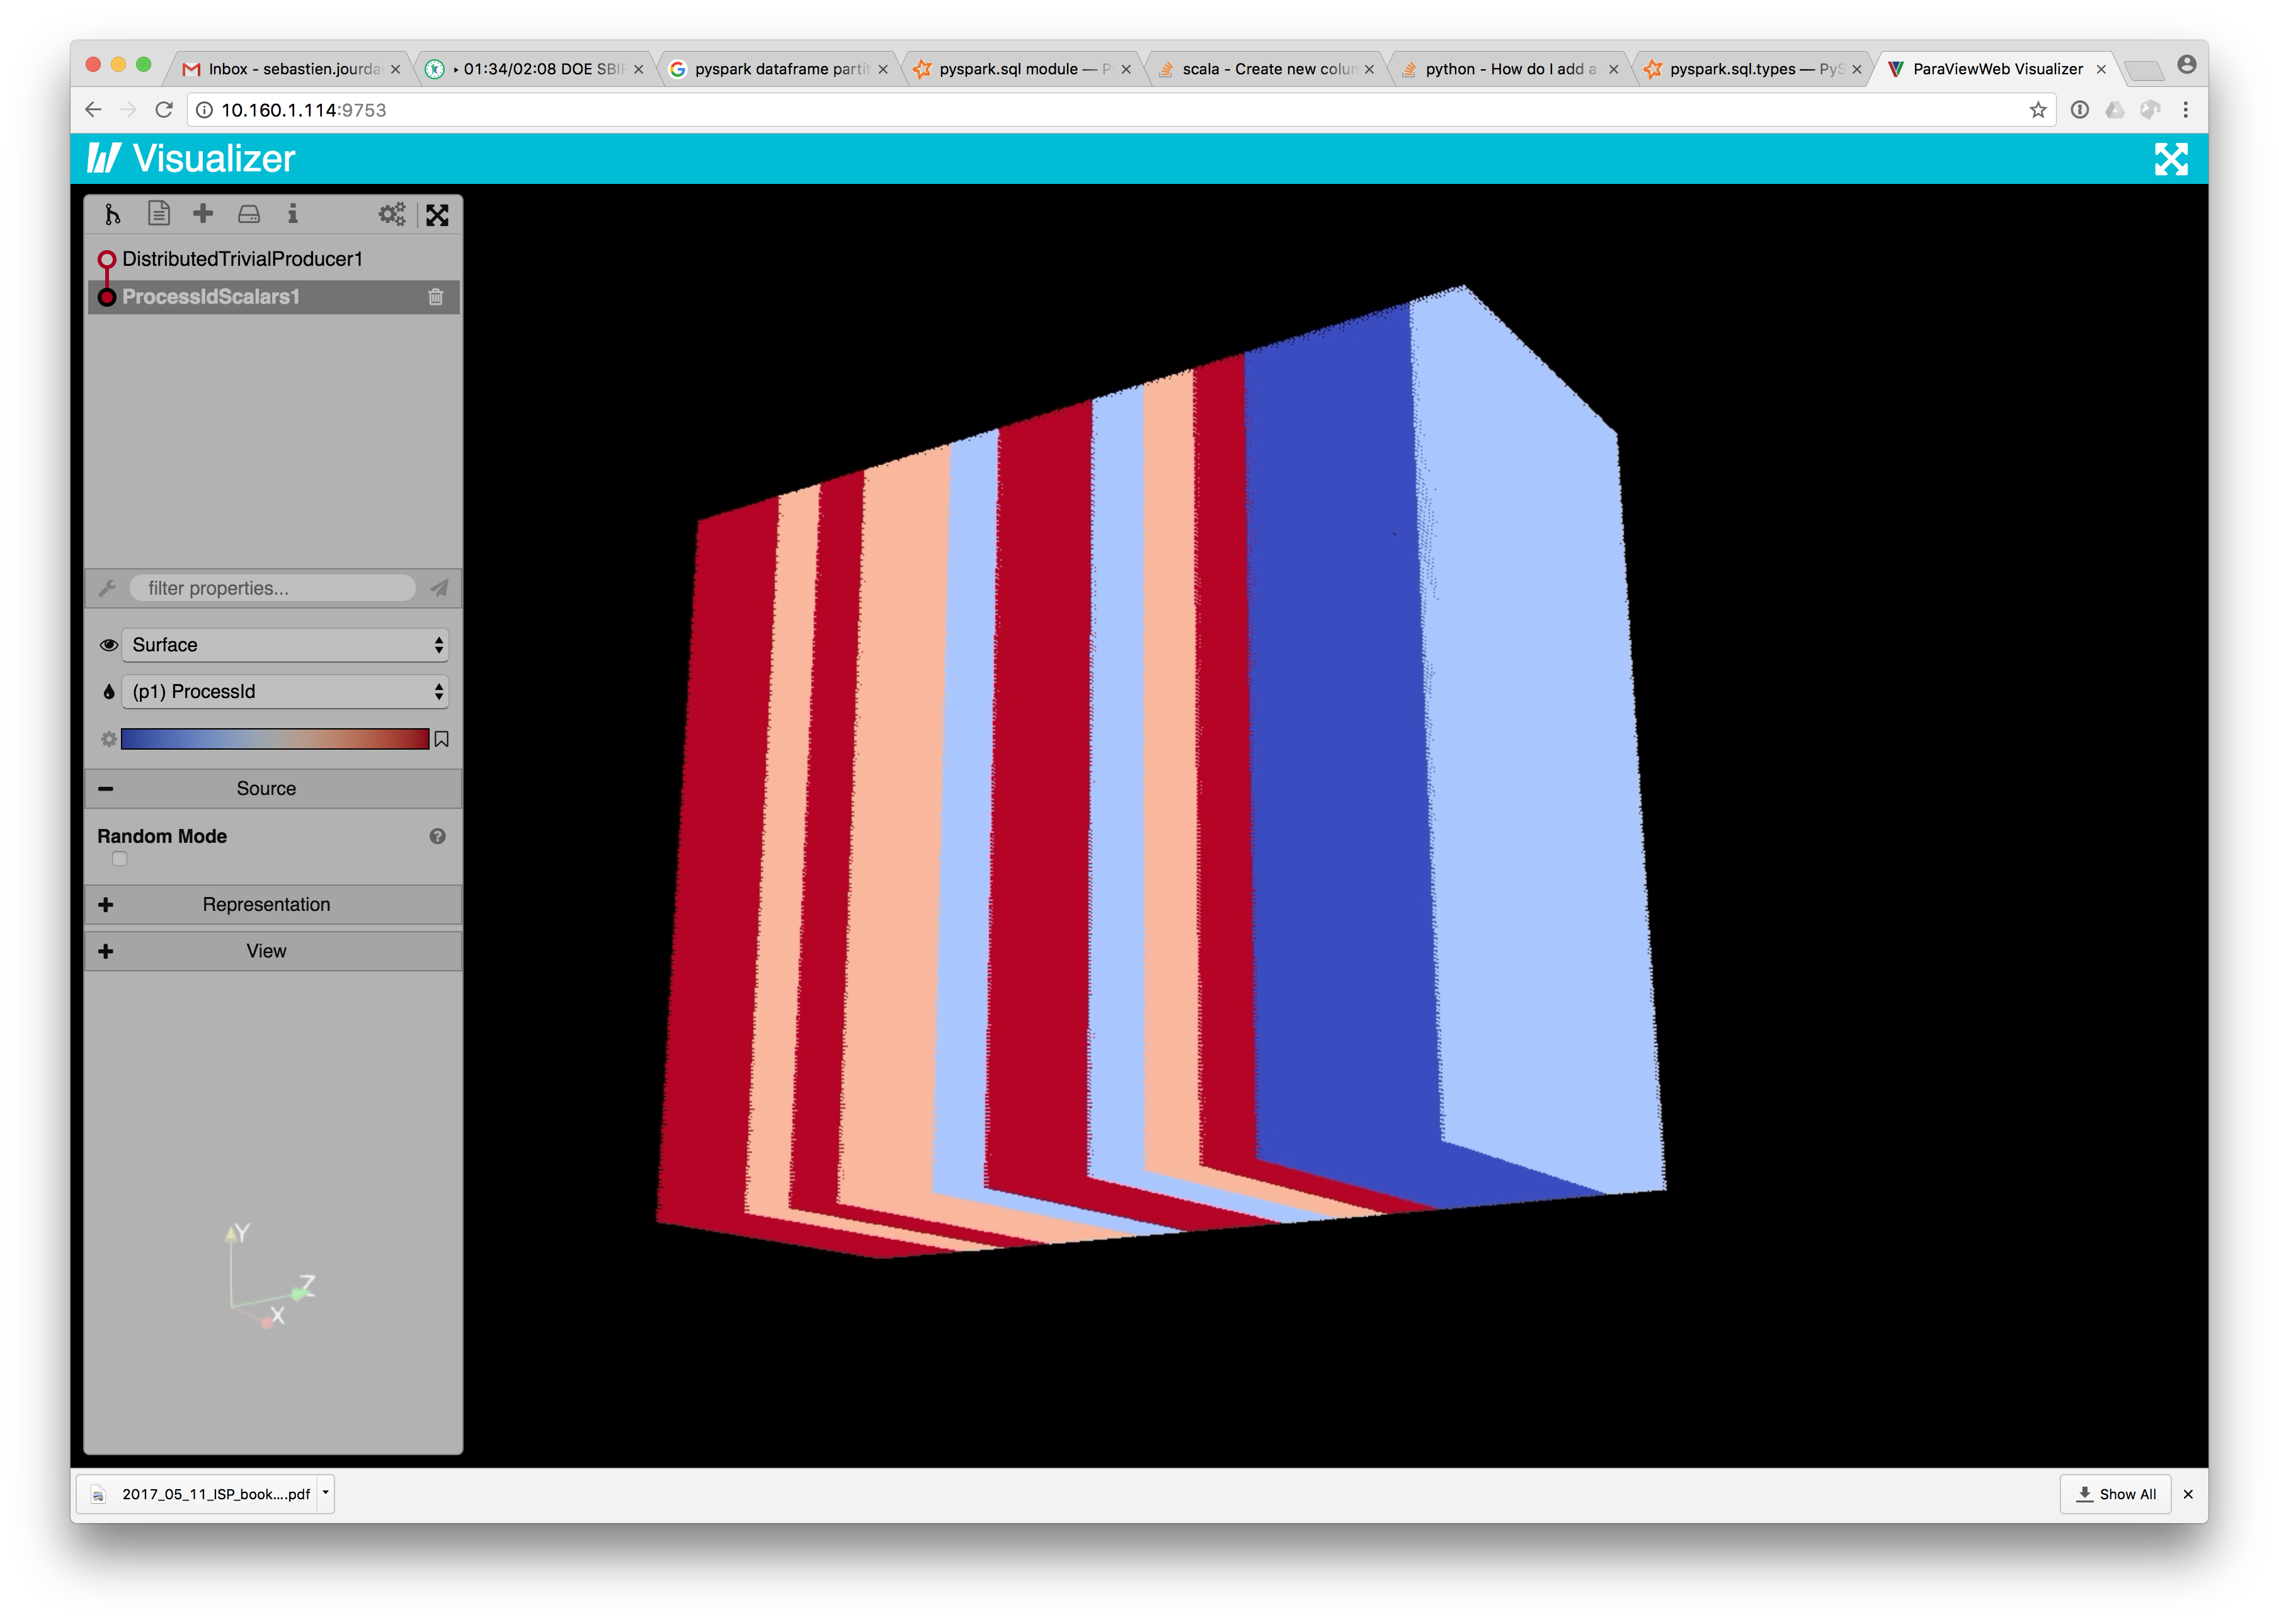 Inbox - sebastien.jourda
01:34/02:08 DOE SBIR
pyspark dataframe partit
pyspark.sql module — P
scala - Create new colu
python - How do I add a
pyspark.sql.types — PyS
ParaViewWeb Visualizer
10.160.1.114:9753
Visualizer
DistributedTrivialProducer1
ProcessIdScalars1
filter properties...
Surface
(p1) ProcessId
Source
Random Mode
Representation
View
Y
Z
X
2017_05_11_ISP_book....pdf
Show All